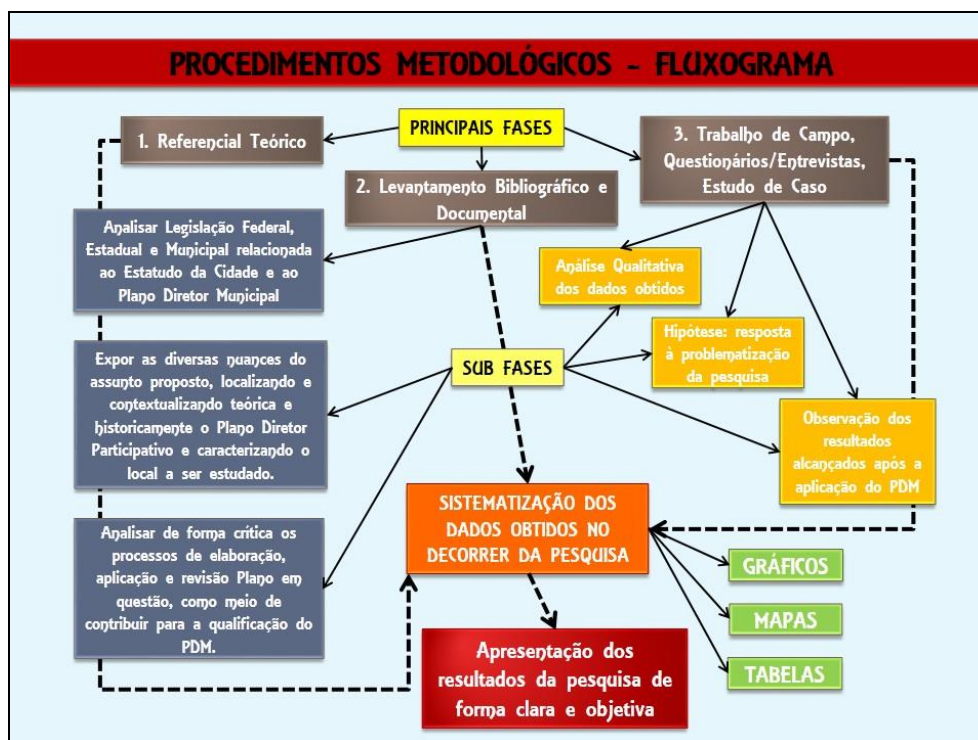 PROCEDIMENTOS METODOLÓGICOS - FLUXOGRAMA
PRINCIPAIS FASES
1. Referencial Teórico
2. Levantamento Bibliográfico e
Documental
3. Trabalho de Campo,
Questionários/Entrevistas,
Estudo de Caso
Analisar Legislação Federal,
Estadual e Municipal relacionada
ao Estatudo da Cidade e ao
Plano Diretor Municipal
Análise Qualitativa
dos dados obtidos
Hipótese: resposta
à problematização
da pesquisa
SUB FASES
Expor as diversas nuances do
assunto proposto, localizando e
contextualizando teórica e
historicamente o Plano Diretor
Participativo e caracterizando o
local a ser estudado.
Observação dos
resultados
alcançados após a
aplicação do PDM
SISTEMATIZAÇÃO DOS
DADOS OBTIDOS NO
DECORRER DA PESQUISA
Analisar de forma crítica os
processos de elaboração,
aplicação e revisão Plano em
questão, como meio de
contribuir para a qualificação do
PDM.
GRÁFICOS
MAPAS
TABELAS
Apresentação dos
resultados da pesquisa de
forma clara e objetiva